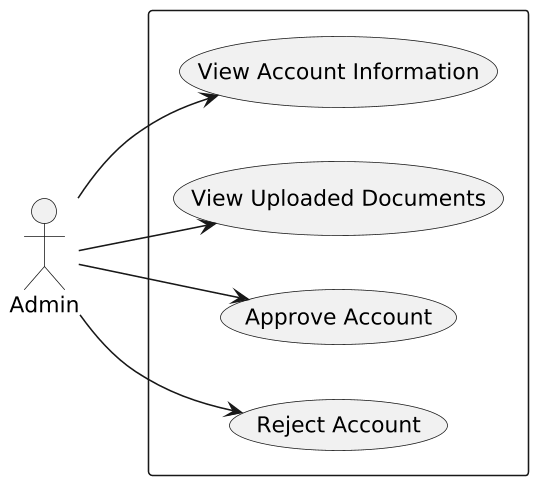 View Account Information
View Uploaded Documents
Admin
Approve Account
Reject Account